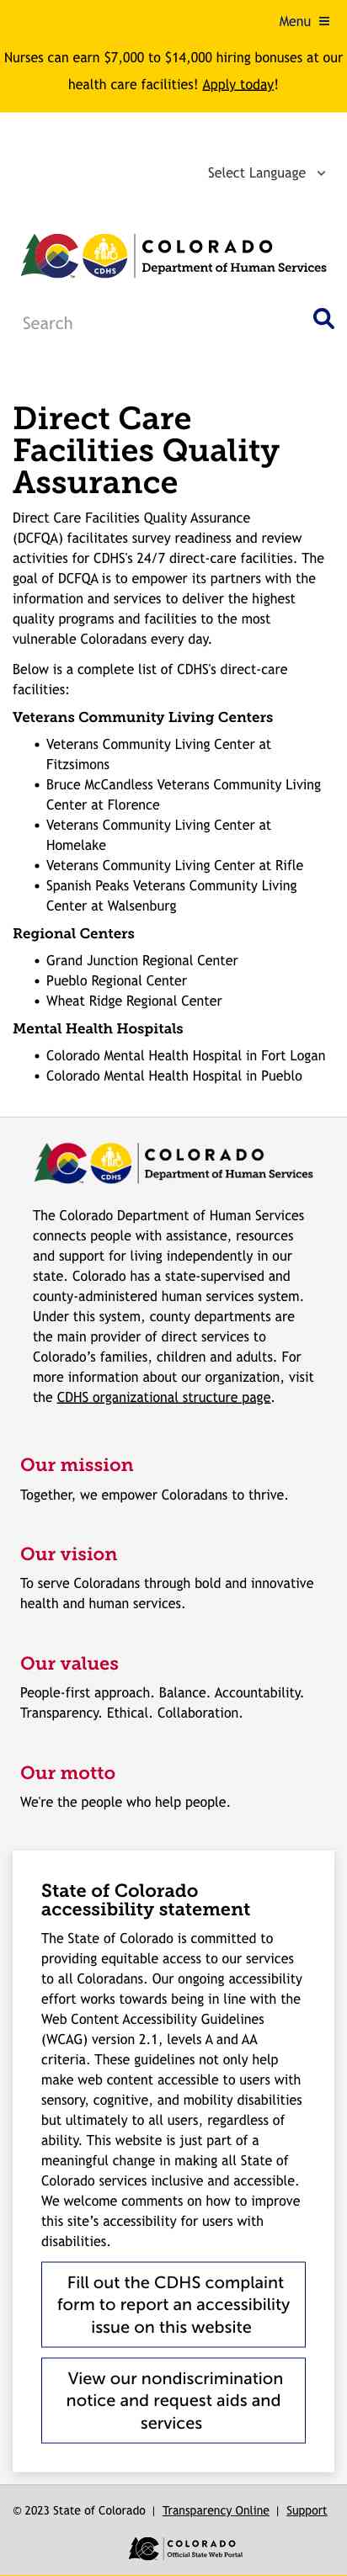 Menu
Nurses can earn $7,000 to $14,000 hiring bonuses at our
health care facilities! Apply today!
Select Language
CDHS
COLORADO
Department of Human Services
Search
Direct Care
Facilities Quality
Assurance
Direct Care Facilities Quality Assurance
(DCFQA) facilitates survey readiness and review
activities for CDHS's 24/7 direct-care facilities. The
goal of DCFQA is to empower its partners with the
information and services to deliver the highest
quality programs and facilities to the most
vulnerable Coloradans every day.
Below is a complete list of CDHS's direct-care
facilities:
Veterans Community Living Centers
• Veterans Community Living Center at
Fitzsimons
• Bruce McCandless Veterans Community Living
Center at Florence
• Veterans Community Living Center at
Homelake
• Veterans Community Living Center at Rifle
• Spanish Peaks Veterans Community Living
Center at Walsenburg
Regional Centers
• Grand Junction Regional Center
• Pueblo Regional Center
• Wheat Ridge Regional Center
Mental Health Hospitals
• Colorado Mental Health Hospital in Fort Logan
• Colorado Mental Health Hospital in Pueblo
CDHS
COLORADO
Department of Human Services
The Colorado Department of Human Services
connects people with assistance, resources
and support for living independently in our
state. Colorado has a state-supervised and
county-administered human services system.
Under this system, county departments are
the main provider of direct services to
Colorado’s families, children and adults. For
more information about our organization, visit
the CDHS organizational structure page.
Our mission
Together, we empower Coloradans to thrive.
Our vision
To serve Coloradans through bold and innovative
health and human services.
Our values
People-first approach. Balance. Accountability.
Transparency. Ethical. Collaboration.
Our motto
We're the people who help people.
State of Colorado
accessibility statement
The State of Colorado is committed to
providing equitable access to our services
to all Coloradans. Our ongoing accessibility
effort works towards being in line with the
Web Content Accessibility Guidelines
(WCAG) version 2.1, levels A and AA
criteria. These guidelines not only help
make web content accessible to users with
sensory, cognitive, and mobility disabilities
but ultimately to all users, regardless of
ability. This website is just part of a
meaningful change in making all State of
Colorado services inclusive and accessible.
We welcome comments on how to improve
this site’s accessibility for users with
disabilities.
Fill out the CDHS complaint
form to report an accessibility
issue on this website
View our nondiscrimination
notice and request aids and
services
© 2023 State of Colorado | Transparency Online | Support
COLORADO
Official State Web Portal